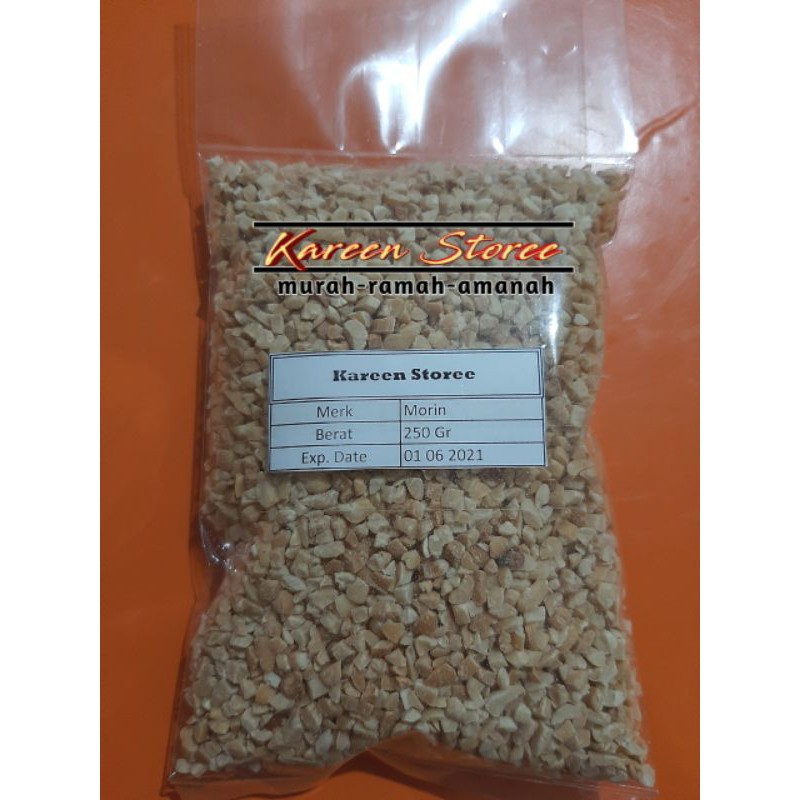 Kareen Storee
murah-ramah-amanah
Kareen Storee
Merk Morin
Berat 250 Gr
Exp. Date 01 06 2021